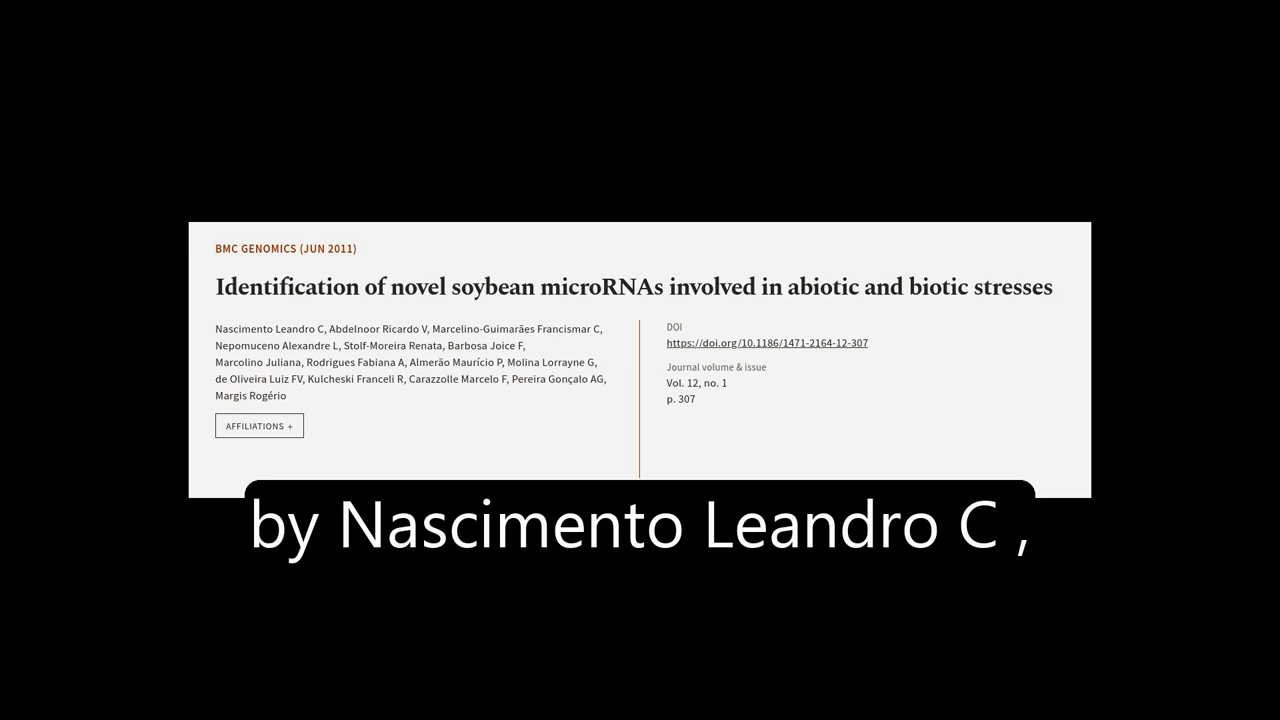 BMC GENOMICS (JUN 2011)
Identification of novel soybean microRNAs involved in abiotic and biotic stresses
Nascimento Leandro C, Abdelnoor Ricardo V, Marcelino-Guimarães Francismar C,
Nepomuceno Alexandre L, Stolf-Moreira Renata, Barbosa Joice F,
Marcolino Juliana, Rodrigues Fabiana A, Almerão Maurício P, Molina Lorrayne G,
de Oliveira Luiz FV, Kulcheski Franceli R, Carazzolle Marcelo F, Pereira Gonçalo AG,
Margis Rogério
AFFILIATIONS +
DOI
https://doi.org/10.1186/1471-2164-12-307
Journal volume & issue
Vol. 12, no. 1
p. 307
by Nascimento Leandro C ,